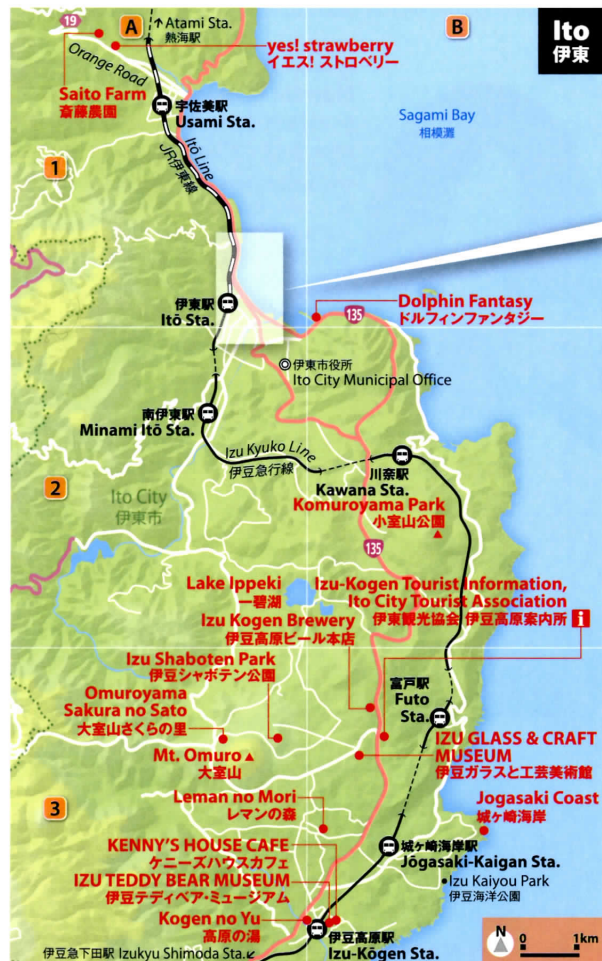 19
A
B
Ito
伊東
Atami Sta.
熱海駅
yes! strawberry
イエス! ストロベリー
Orange Road
Saito Farm
斎藤農園
宇佐美駅
Usami Sta.
Sagami Bay
相模灘
Itō Line
JR伊東線
1
伊東駅
Itō Sta.
Dolphin Fantasy
ドルフィンファンタジー
135
伊東市役所
Ito City Municipal Office
南伊東駅
Minami Itō Sta.
Izu Kyuko Line
伊豆急行線
川奈駅
Kawana Sta.
2
Ito City
伊東市
Komuroyama Park
小室山公園
135
Lake Ippeki
一碧湖
Izu-Kogen Tourist Information,
Ito City Tourist Association
伊東観光協会 伊豆高原案内所
i
Izu Kogen Brewery
伊豆高原ビール本店
Izu Shaboten Park
伊豆シャボテン公園
Omuroyama
Sakura no Sato
大室山さくらの里
富戸駅
Futo
Sta.
Mt. Omuro
大室山
IZU GLASS & CRAFT
MUSEUM
伊豆ガラスと工芸美術館
3
Leman no Mori
レマンの森
Jogasaki Coast
城ヶ崎海岸
KENNY'S HOUSE CAFE
ケニーズハウスカフェ
城ヶ崎海岸駅
Jōgasaki-Kaigan Sta.
IZU TEDDY BEAR MUSEUM
伊豆テディベア・ミュージアム
Izu Kaiyou Park
伊豆海洋公園
Kogen no Yu
高原の湯
伊豆高原駅
Izu-Kōgen Sta.
伊豆急下田駅 Izukyu Shimoda Sta.
N
0 1km